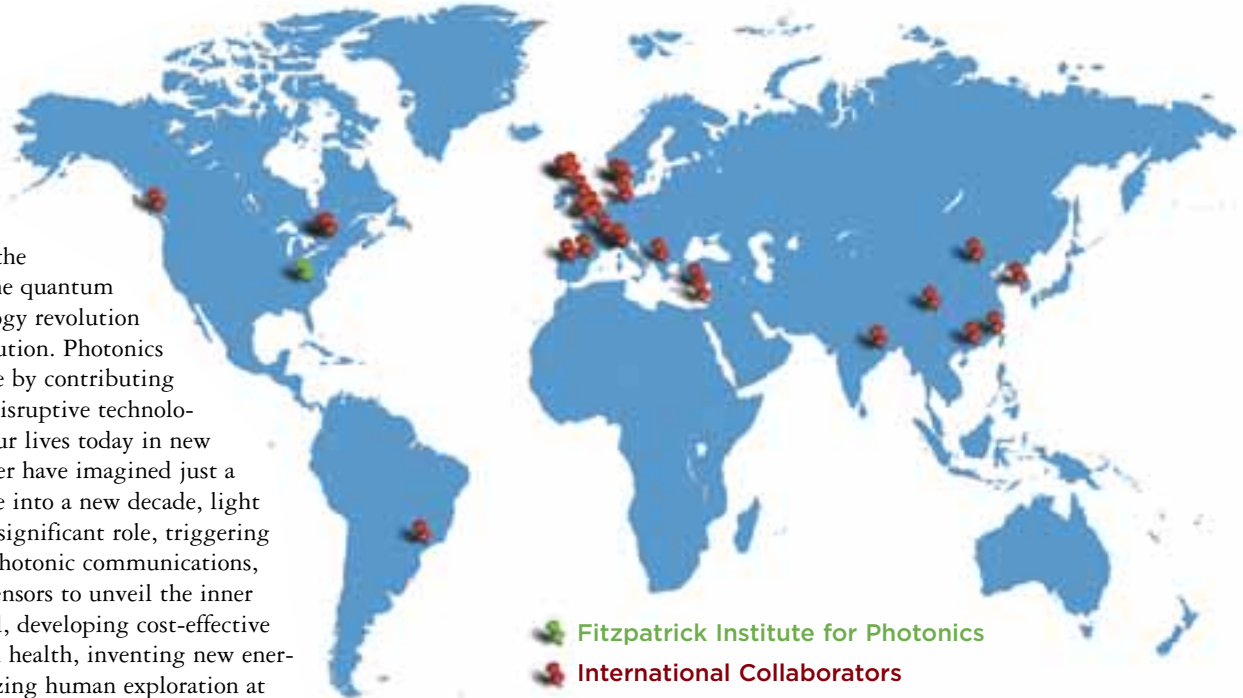 the
ne quantum
ogy revolution
ution. Photonics
e by contributing
disruptive technolo-
ur lives today in new
er have imagined just a
e into a new decade, light
significant role, triggering
hotonic communications,
ensors to unveil the inner
l, developing cost-effective
health, inventing new ener-
zing human exploration at
Fitzpatrick Institute for Photonics
International Collaborators